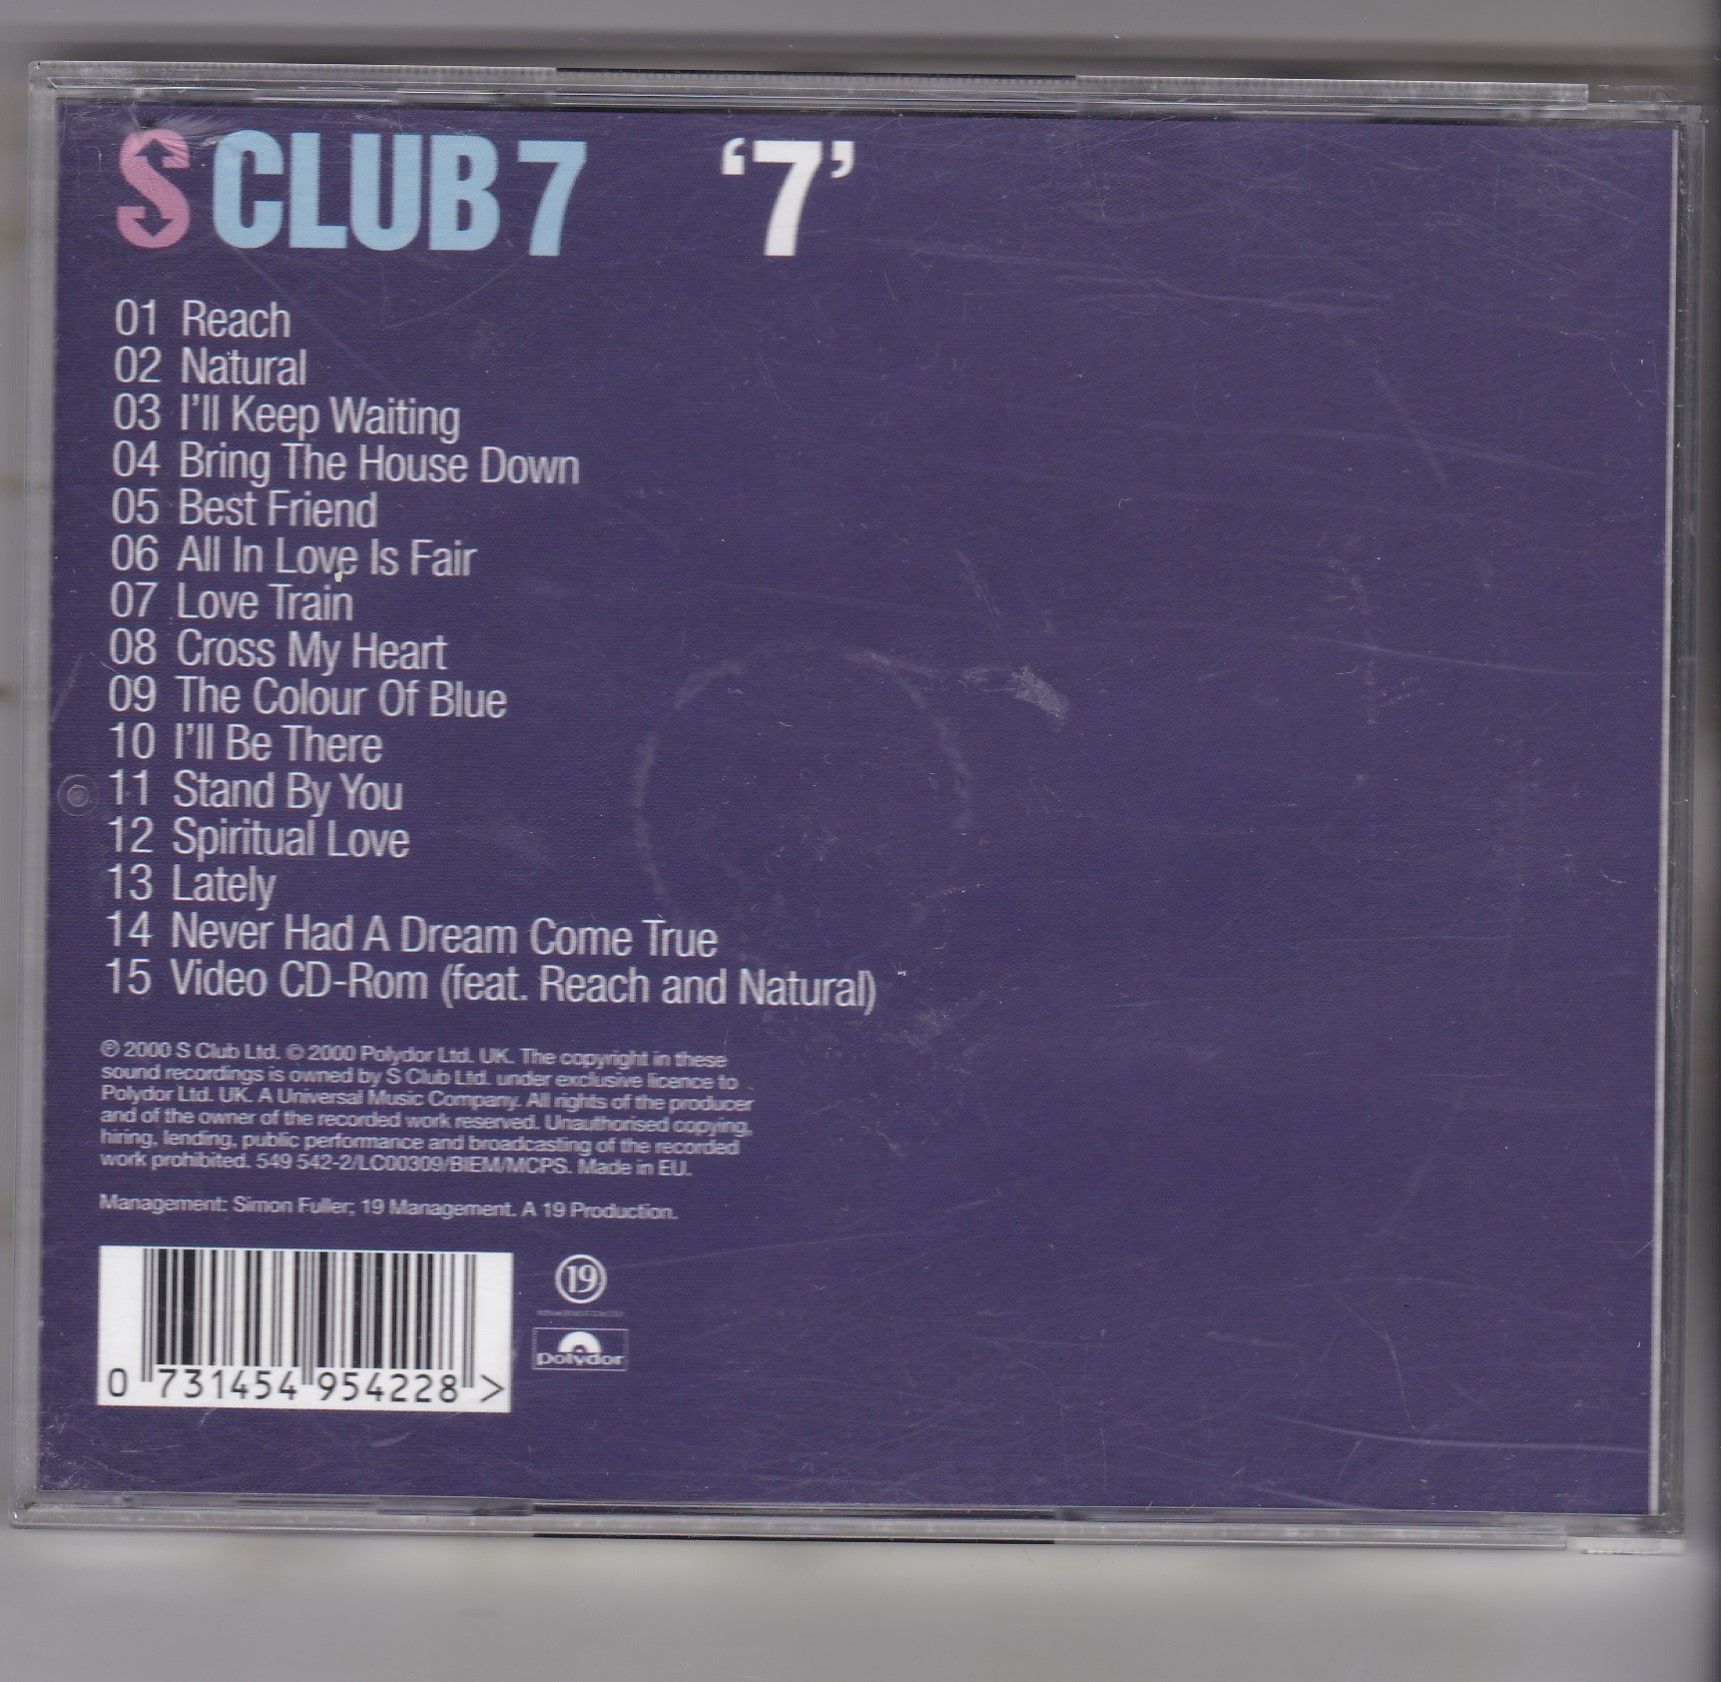 S CLUB 7 ‘7’
01 Reach
02 Natural
03 I'll Keep Waiting
04 Bring The House Down
05 Best Friend
06 All In Love Is Fair
07 Love Train
08 Cross My Heart
09 The Colour Of Blue
10 I'll Be There
11 Stand By You
12 Spiritual Love
13 Lately
14 Never Had A Dream Come True
15 Video CD-Rom (feat. Reach and Natural)
℗ 2000 S Club Ltd. © 2000 Polydor Ltd. UK. The copyright in these
sound recordings is owned by S Club Ltd. under exclusive licence to
Polydor Ltd. UK. A Universal Music Company. All rights of the producer
and of the owner of the recorded work reserved. Unauthorised copying,
hiring, lending, public performance and broadcasting of the recorded
work prohibited. 549 542-2/LC00309/BIEM/MCPS. Made in EU.
Management: Simon Fuller; 19 Management. A 19 Production.
19
polydor
0 731454 954228 >